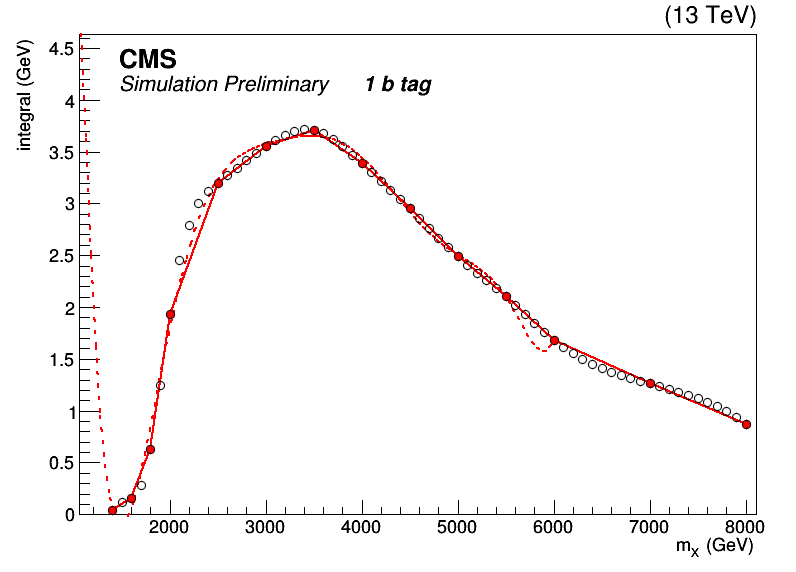 (13 TeV)
integral (GeV)
CMS
Simulation Preliminary 1 b tag
4.5
4
3.5
3
2.5
2
1.5
1
0.5
0
2000 3000 4000 5000 6000 7000 8000
mX (GeV)